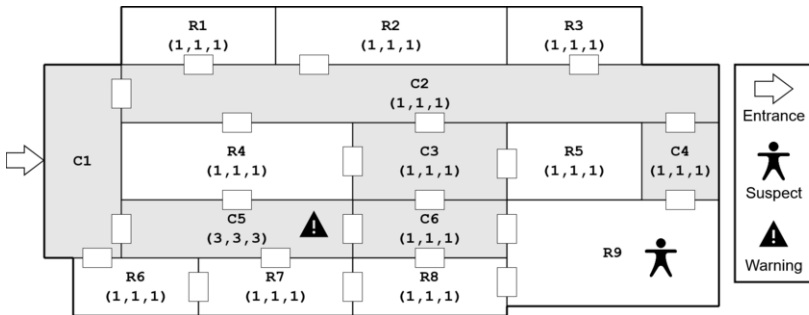 R1
(1,1,1)
R2
(1,1,1)
R3
(1,1,1)
C2
(1,1,1)
C1
R4
(1,1,1)
C3
(1,1,1)
R5
(1,1,1)
C4
(1,1,1)
C5
(3,3,3)
C6
(1,1,1)
R9
R6
(1,1,1)
R7
(1,1,1)
R8
(1,1,1)
Entrance
Suspect
Warning